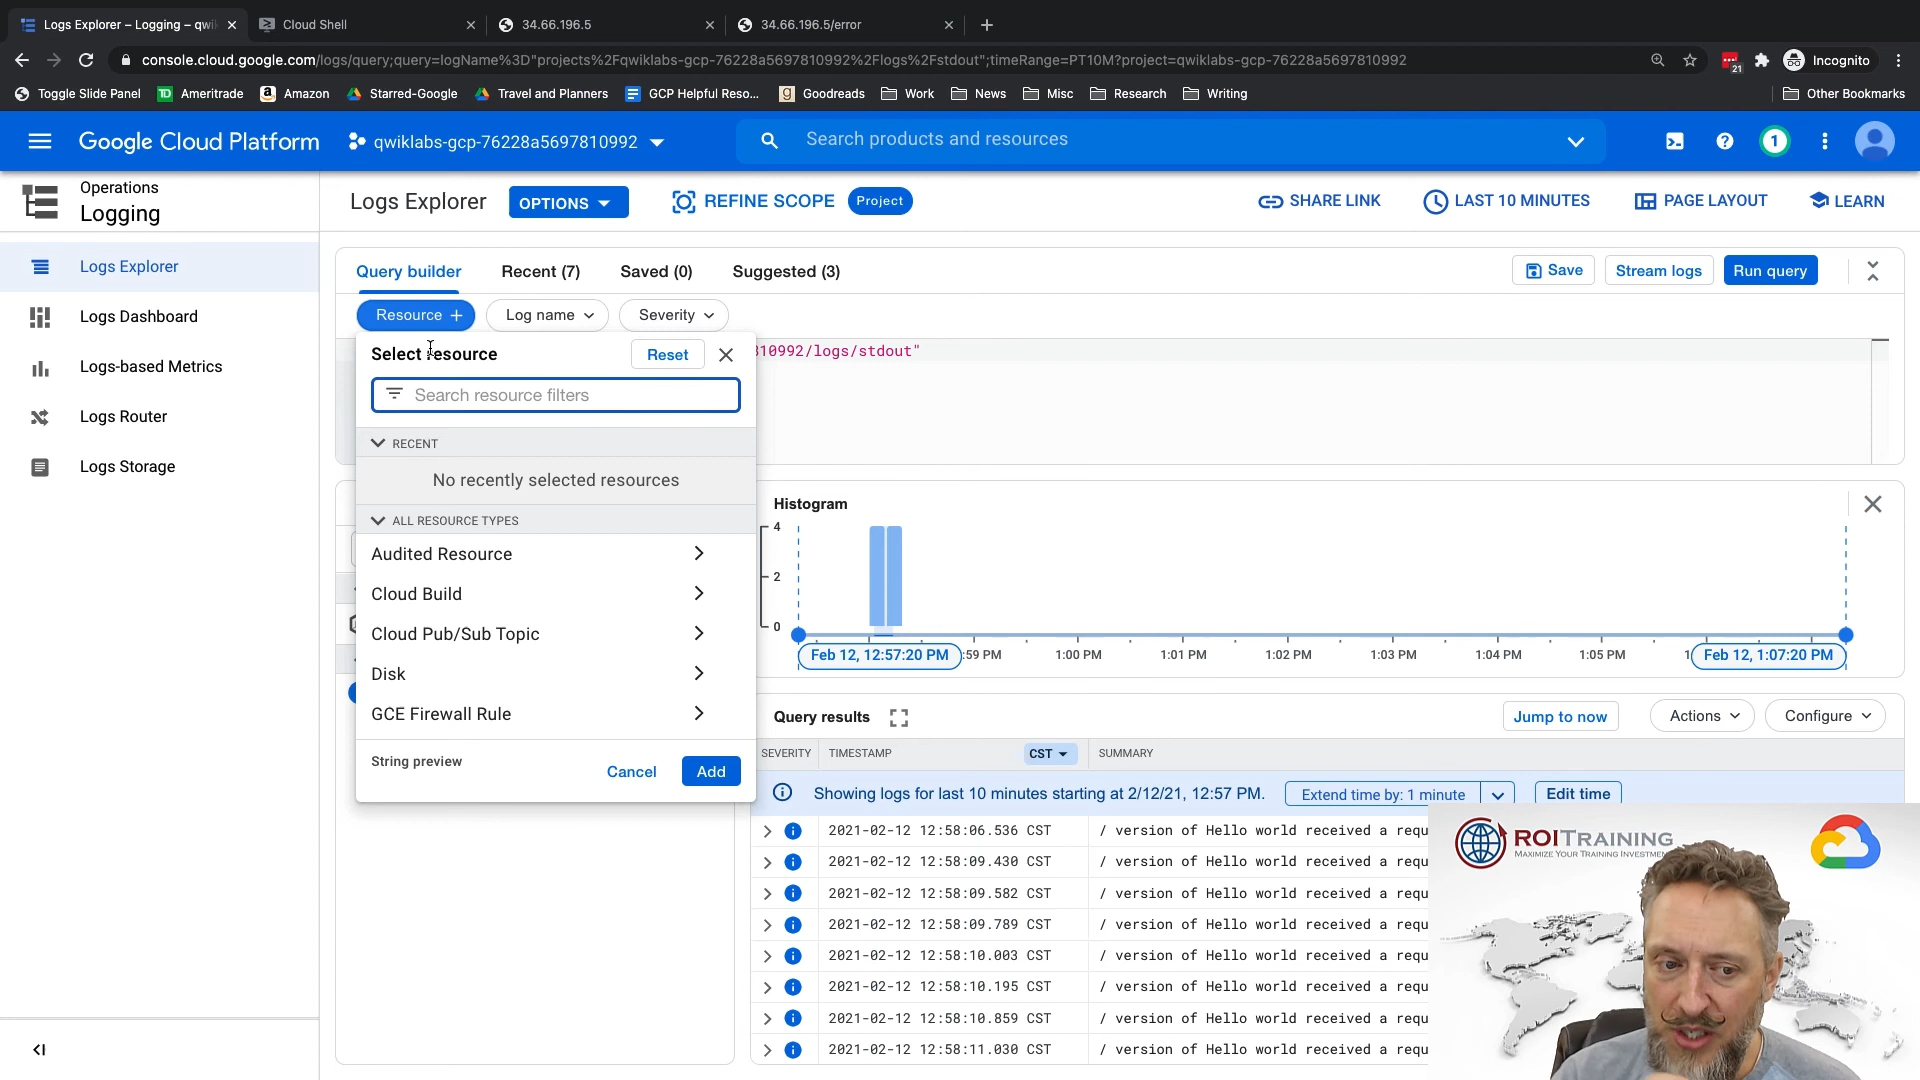 Logs Explorer – Logging – qwi
Cloud Shell
34.66.196.5
34.66.196.5/error
console.cloud.google.com/logs/query;query=logName%3D"projects%2Fqwiklabs-gcp-76228a5697810992%2Flogs%2Fstdout";timeRange=PT10M?project=qwiklabs-gcp-76228a5697810992
21
Incognito
Toggle Slide Panel
Ameritrade
Amazon
Starred-Google
Travel and Planners
GCP Helpful Reso...
Goodreads
Work
News
Misc
Research
Writing
Other Bookmarks
Google Cloud Platform
qwiklabs-gcp-76228a5697810992
Search products and resources
1
Operations
Logging
Logs Explorer
OPTIONS
REFINE SCOPE
Project
SHARE LINK
LAST 10 MINUTES
PAGE LAYOUT
LEARN
Logs Explorer
Logs Dashboard
Logs-based Metrics
Logs Router
Logs Storage
Query builder
Recent (7)
Saved (0)
Suggested (3)
Save
Stream logs
Run query
Resource +
Log name
Severity
810992/logs/stdout"
Select resource
Reset
Search resource filters
RECENT
No recently selected resources
ALL RESOURCE TYPES
Audited Resource
Cloud Build
Cloud Pub/Sub Topic
Disk
GCE Firewall Rule
String preview
Cancel
Add
Histogram
4
2
0
Feb 12, 12:57:20 PM
:59 PM
1:00 PM
1:01 PM
1:02 PM
1:03 PM
1:04 PM
1:05 PM
1
Feb 12, 1:07:20 PM
Query results
Jump to now
Actions
Configure
SEVERITY
TIMESTAMP
CST
SUMMARY
Showing logs for last 10 minutes starting at 2/12/21, 12:57 PM.
Extend time by: 1 minute
Edit time
2021-02-12 12:58:06.536 CST / version of Hello world received a requ
2021-02-12 12:58:09.430 CST / version of Hello world received a requ
2021-02-12 12:58:09.582 CST / version of Hello world received a requ
2021-02-12 12:58:09.789 CST / version of Hello world received a requ
2021-02-12 12:58:10.003 CST / version of Hello world received a requ
2021-02-12 12:58:10.195 CST / version of Hello world received a requ
2021-02-12 12:58:10.859 CST / version of Hello world received a requ
2021-02-12 12:58:11.030 CST / version of Hello world received a requ
ROITRAINING
MAXIMIZE YOUR TRAINING INVESTMEN